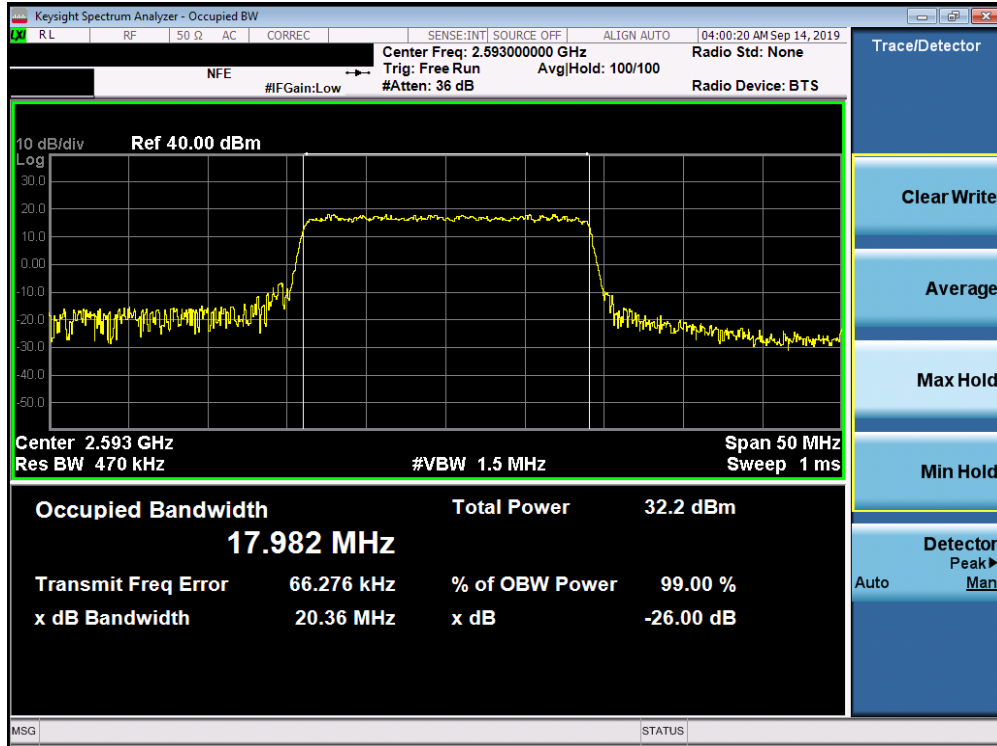 Keysight Spectrum Analyzer - Occupied BW
LXI RL RF 50 Ω AC CORREC SENSE:INT SOURCE OFF ALIGN AUTO 04:00:20 AM Sep 14, 2019
Center Freq: 2.593000000 GHz Radio Std: None
NFE Trig: Free Run Avg|Hold: 100/100
#IFGain:Low #Atten: 36 dB Radio Device: BTS
10 dB/div Ref 40.00 dBm
Log
30.0
20.0
10.0
0.00
-10.0
-20.0
-30.0
-40.0
-50.0
Center 2.593 GHz Span 50 MHz
Res BW 470 kHz #VBW 1.5 MHz Sweep 1 ms
Occupied Bandwidth Total Power 32.2 dBm
17.982 MHz
Transmit Freq Error 66.276 kHz % of OBW Power 99.00 %
x dB Bandwidth 20.36 MHz x dB -26.00 dB
MSG STATUS
Trace/Detector
Clear Write
Average
Max Hold
Min Hold
Detector
Peak▶
Auto Man